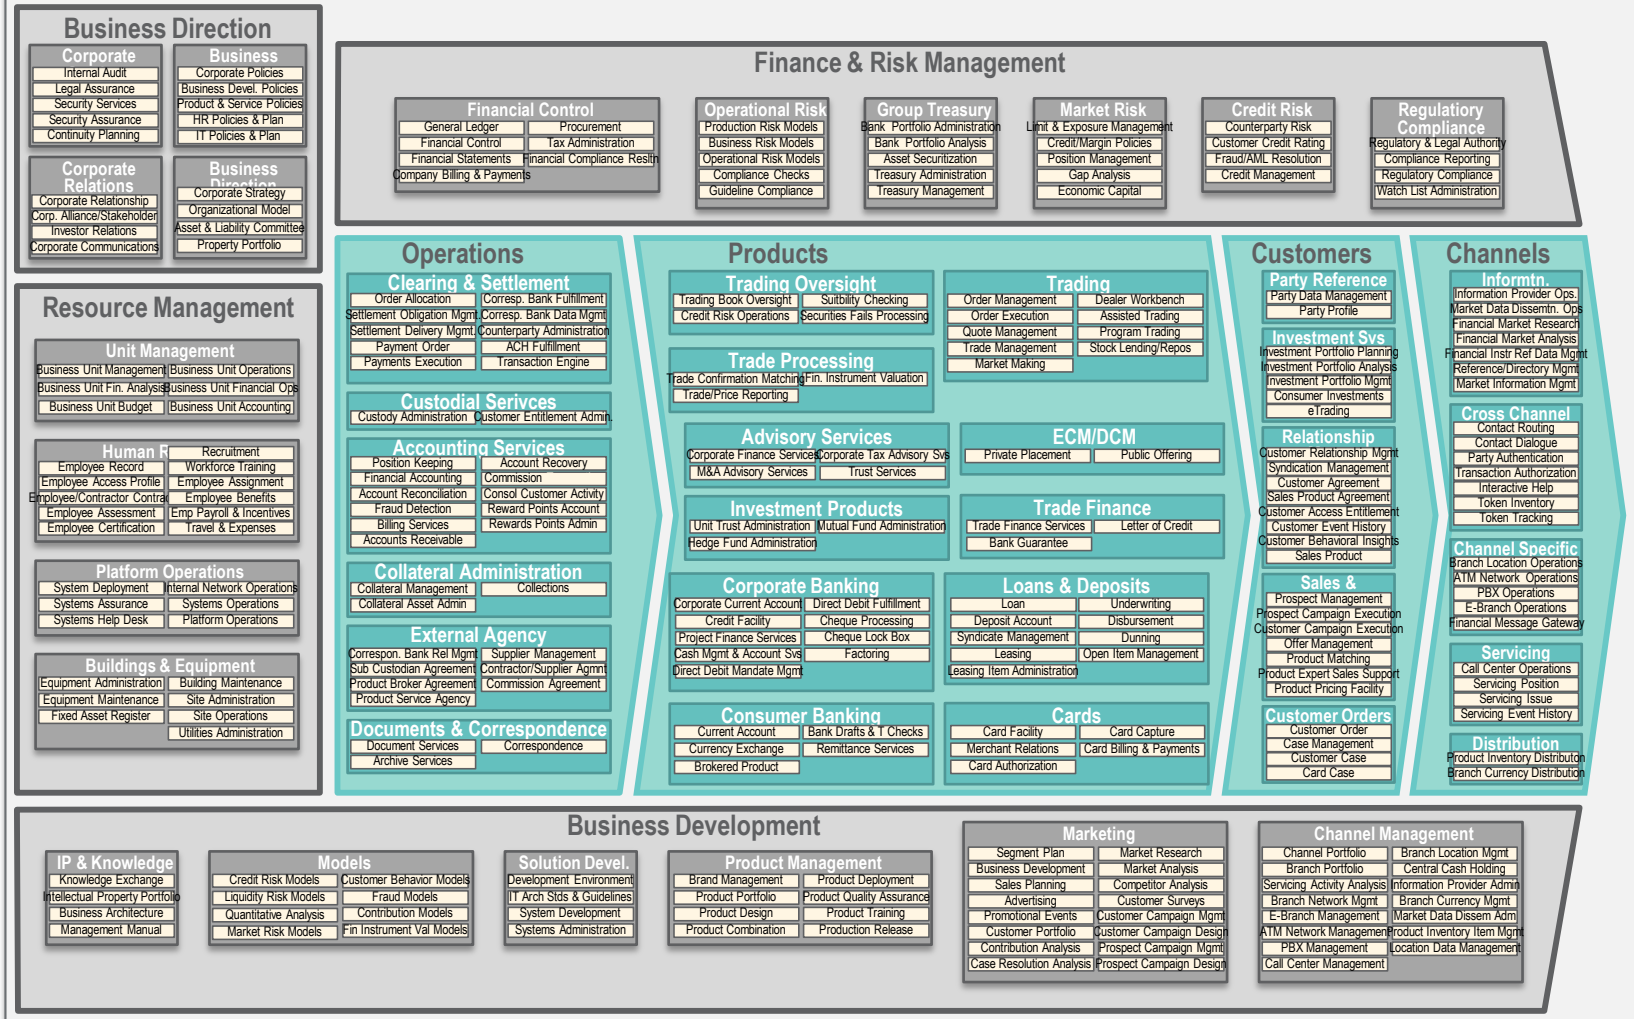 Business Direction
Corporate
Internal Audit
Legal Assurance
Security Services
Security Assurance
Continuity Planning
Business
Corporate Policies
Business Devel. Policies
Product & Service Policies
HR Policies & Plan
IT Policies & Plan
Corporate
Relations
Corporate Relationship
Corp. Alliance/Stakeholder
Investor Relations
Corporate Communications
Business
Direction
Corporate Strategy
Organizational Model
Asset & Liability Committee
Property Portfolio
Finance & Risk Management
Financial Control
General Ledger
Procurement
Financial Control
Tax Administration
Financial Statements
Financial Compliance Reslth
Company Billing & Payments
Operational Risk
Production Risk Models
Business Risk Models
Operational Risk Models
Compliance Checks
Guideline Compliance
Group Treasury
Bank Portfolio Administration
Bank Portfolio Analysis
Asset Securitization
Treasury Administration
Treasury Management
Market Risk
Limit & Exposure Management
Credit/Margin Policies
Position Management
Gap Analysis
Economic Capital
Credit Risk
Counterparty Risk
Customer Credit Rating
Fraud/AML Resolution
Credit Management
Regulatiory
Compliance
Regulatory & Legal Authority
Compliance Reporting
Regulatory Compliance
Watch List Administration
Resource Management
Unit Management
Business Unit Management
Business Unit Operations
Business Unit Fin. Analysis
Business Unit Financial Ops
Business Unit Budget
Business Unit Accounting
Human R
Recruitment
Employee Record
Workforce Training
Employee Access Profile
Employee Assignment
Employee/Contractor Contrac
Employee Benefits
Employee Assessment
Emp Payroll & Incentives
Employee Certification
Travel & Expenses
Platform Operations
System Deployment
Internal Network Operations
Systems Assurance
Systems Operations
Systems Help Desk
Platform Operations
Buildings & Equipment
Equipment Administration
Building Maintenance
Equipment Maintenance
Site Administration
Fixed Asset Register
Site Operations
Utilities Administration
Operations
Clearing & Settlement
Order Allocation
Corresp. Bank Fulfillment
Settlement Obligation Mgmt.
Corresp. Bank Data Mgmt
Settlement Delivery Mgmt.
Counterparty Administration
Payment Order
ACH Fulfillment
Payments Execution
Transaction Engine
Custodial Serivces
Custody Administration
Customer Entitlement Admin.
Accounting Services
Position Keeping
Account Recovery
Financial Accounting
Commission
Account Reconciliation
Consol Customer Activity
Fraud Detection
Reward Points Account
Billing Services
Rewards Points Admin
Accounts Receivable
Collateral Administration
Collateral Management
Collections
Collateral Asset Admin
External Agency
Correspon. Bank Rel Mgmt
Supplier Management
Sub Custodian Agreement
Contractor/Supplier Agmnt
Product Broker Agreement
Commission Agreement
Product Service Agency
Documents & Correspondence
Document Services
Correspondence
Archive Services
Products
Trading Oversight
Trading Book Oversight
Suitbility Checking
Credit Risk Operations
Securities Fails Processing
Trade Processing
Trade Confirmation Matching
Fin. Instrument Valuation
Trade/Price Reporting
Trading
Order Management
Dealer Workbench
Order Execution
Assisted Trading
Quote Management
Program Trading
Trade Management
Stock Lending/Repos
Market Making
Advisory Services
Corporate Finance Services
Corporate Tax Advisory Svs
M&A Advisory Services
Trust Services
ECM/DCM
Private Placement
Public Offering
Investment Products
Unit Trust Administration
Mutual Fund Administration
Hedge Fund Administration
Trade Finance
Trade Finance Services
Letter of Credit
Bank Guarantee
Corporate Banking
Corporate Current Account
Direct Debit Fulfillment
Credit Facility
Cheque Processing
Project Finance Services
Cheque Lock Box
Cash Mgmt & Account Svs
Factoring
Direct Debit Mandate Mgmt
Loans & Deposits
Loan
Underwriting
Deposit Account
Disbursement
Syndicate Management
Dunning
Leasing
Open Item Management
Leasing Item Administration
Consumer Banking
Current Account
Bank Drafts & T Checks
Currency Exchange
Remittance Services
Brokered Product
Cards
Card Facility
Card Capture
Merchant Relations
Card Billing & Payments
Card Authorization
Customers
Party Reference
Party Data Management
Party Profile
Investment Svs
Investment Portfolio Planning
Investment Portfolio Analysis
Investment Portfolio Mgmt
Consumer Investments
eTrading
Relationship
Customer Relationship Mgmt
Syndication Management
Customer Agreement
Sales Product Agreement
Customer Access Entitlement
Customer Event History
Customer Behavioral Insights
Sales Product
Sales &
Prospect Management
Prospect Campaign Execution
Customer Campaign Execution
Offer Management
Product Matching
Product Expert Sales Support
Product Pricing Facility
Customer Orders
Customer Order
Case Management
Customer Case
Card Case
Channels
Informtn.
Information Provider Ops.
Market Data Dissemtn. Ops
Financial Market Research
Financial Market Analysis
Financial Instr Ref Data Mgmt
Reference/Directory Mgmt
Market Information Mgmt
Cross Channel
Contact Routing
Contact Dialogue
Party Authentication
Transaction Authorization
Interactive Help
Token Inventory
Token Tracking
Channel Specific
Branch Location Operations
ATM Network Operations
PBX Operations
E-Branch Operations
Financial Message Gateway
Servicing
Call Center Operations
Servicing Position
Servicing Issue
Servicing Event History
Distribution
Product Inventory Distributon
Branch Currency Distribution
Business Development
IP & Knowledge
Knowledge Exchange
Intellectual Property Portfolio
Business Architecture
Management Manual
Models
Credit Risk Models
Customer Behavior Models
Liquidity Risk Models
Fraud Models
Quantitative Analysis
Contribution Models
Market Risk Models
Fin Instrument Val Models
Solution Devel.
Development Environment
IT Arch Stds & Guidelines
System Development
Systems Administration
Product Management
Brand Management
Product Deployment
Product Portfolio
Product Quality Assurance
Product Design
Product Training
Product Combination
Production Release
Marketing
Segment Plan
Market Research
Business Development
Market Analysis
Sales Planning
Competitor Analysis
Advertising
Customer Surveys
Promotional Events
Customer Campaign Mgmt
Customer Portfolio
Customer Campaign Design
Contribution Analysis
Prospect Campaign Mgmt
Case Resolution Analysis
Prospect Campaign Design
Channel Management
Channel Portfolio
Branch Location Mgmt
Branch Portfolio
Central Cash Holding
Servicing Activity Analysis
Information Provider Admin
Branch Network Mgmt
Branch Currency Mgmt
E-Branch Management
Market Data Dissem Adm
ATM Network Management
Product Inventory Item Mgmt
PBX Management
Location Data Management
Call Center Management